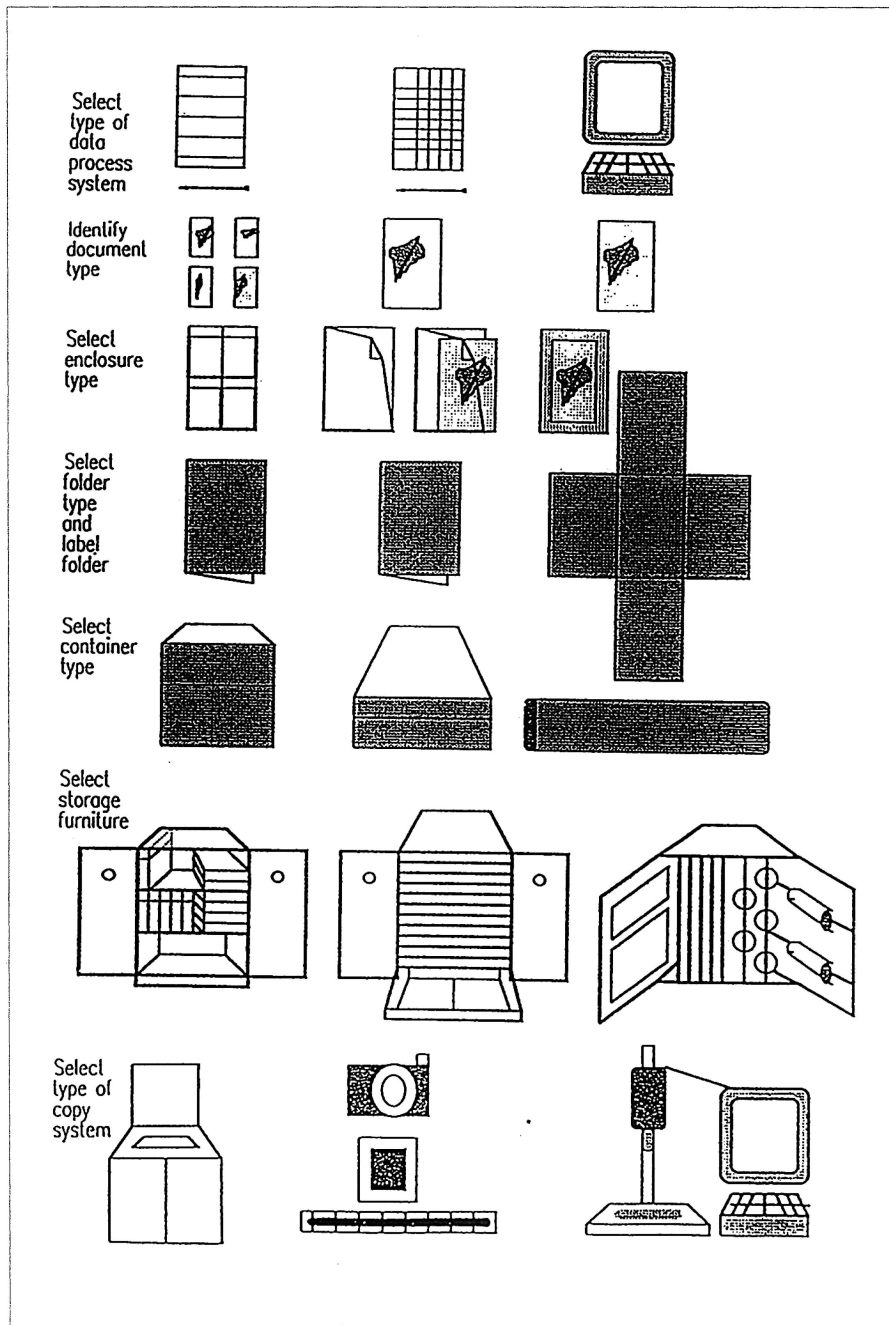 Select
type of
data
process
system
Identify
document
type
Select
enclosure
type
Select
folder
type
and
label
folder
Select
container
type
Select
storage
furniture
Select
type of
copy
system